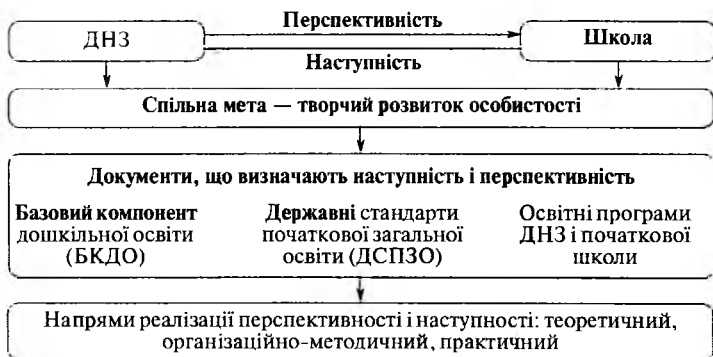 Перспективність
ДНЗ
Школа
Наступність
Спільна мета — творчий розвиток особистості
Документи, що визначають наступність і перспективність
Базовий компонент
дошкільної освіти
(БКДО)
Державні стандарти
початкової загальної
освіти (ДСПЗО)
Освітні програми
ДНЗ і початкової
школи
Напрями реалізації перспективності і наступності: теоретичний,
організаційно-методичний, практичний